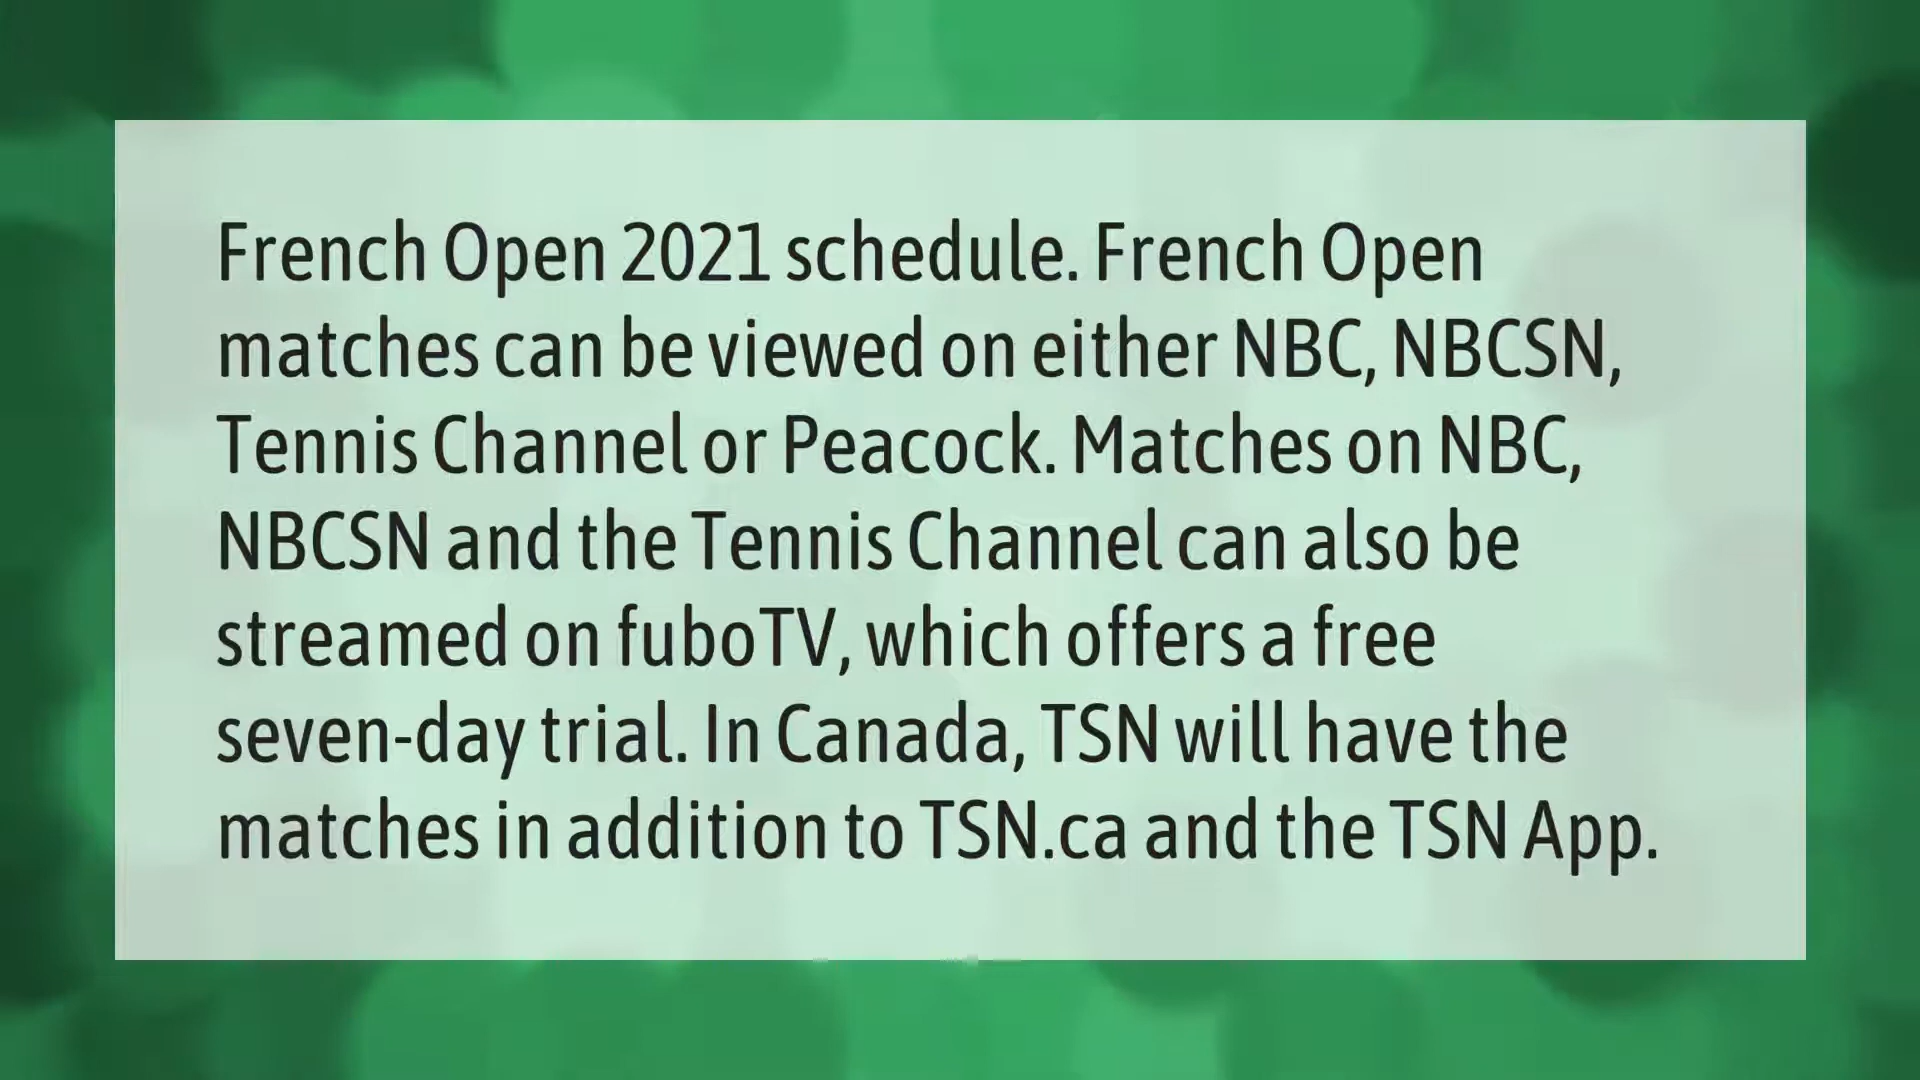 French Open 2021 schedule. French Open
matches can be viewed on either NBC, NBCSN,
Tennis Channel or Peacock. Matches on NBC,
NBCSN and the Tennis Channel can also be
streamed on fuboTV, which offers a free
seven-day trial. In Canada, TSN will have the
matches in addition to TSN.ca and the TSN App.